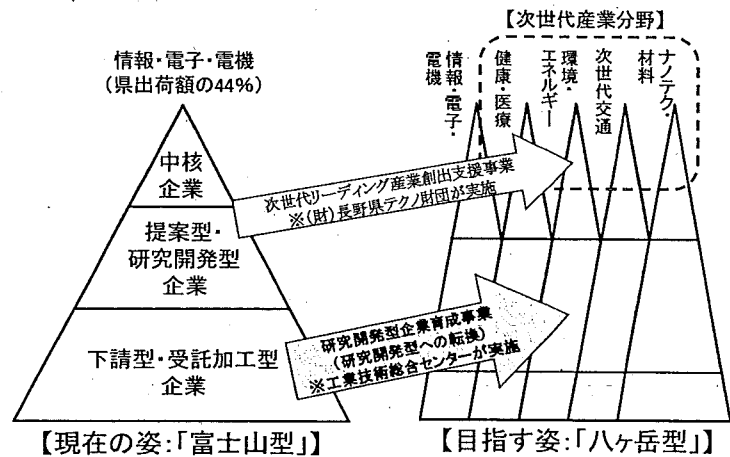 【次世代産業分野】
情報・電子・電機
(県出荷額の44%)
情報・電子・
電機
健康・医療
環境・
エネルギー
次世代交通
ナノテク・
材料
中核
企業
提案型・
研究開発型
企業
下請型・受託加工型
企業
次世代リーディング産業創出支援事業
※(財)長野県テクノ財団が実施
研究開発型企業育成事業
(研究開発型への転換)
※工業技術総合センターが実施
【現在の姿:「富士山型」】
【目指す姿:「八ヶ岳型」】